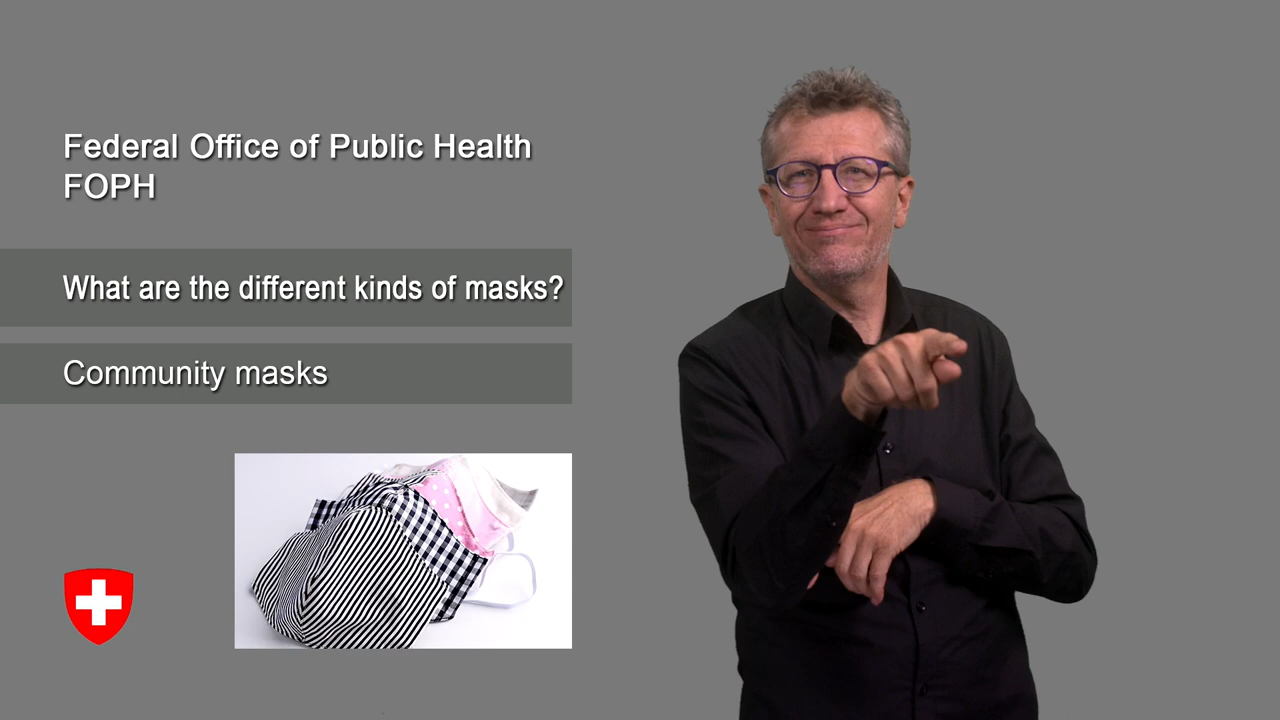 Federal Office of Public Health
FOPH
What are the different kinds of masks?
Community masks